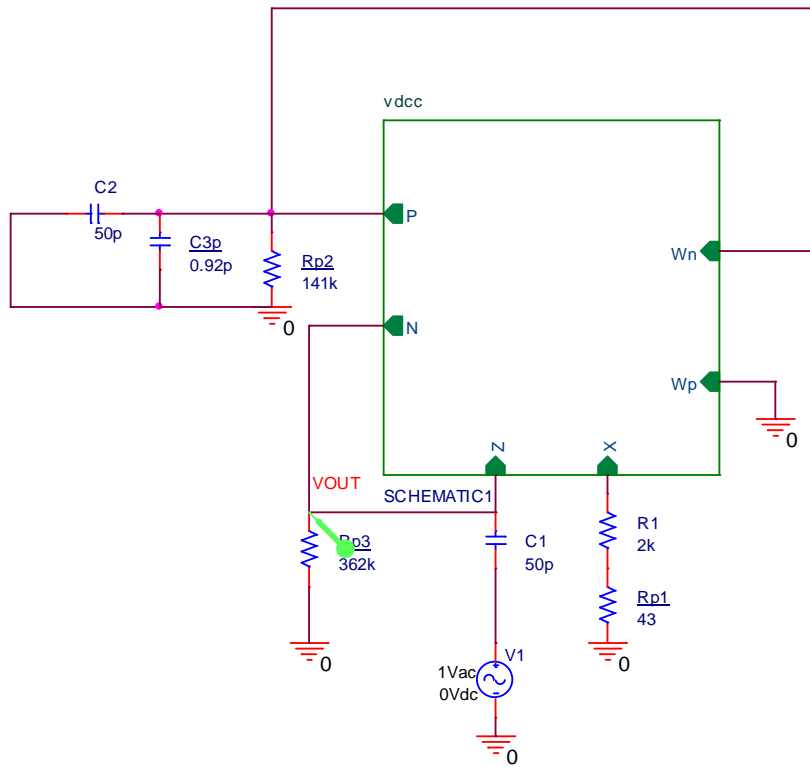 vdcc
C2
50p
C3p
0.92p
Rp2
141k
0
P
N
Wn
Wp
0
Z
X
VOUT
SCHEMATIC1
Rp3
362k
0
C1
50p
R1
2k
Rp1
43
0
V1
1Vac
0Vdc
0